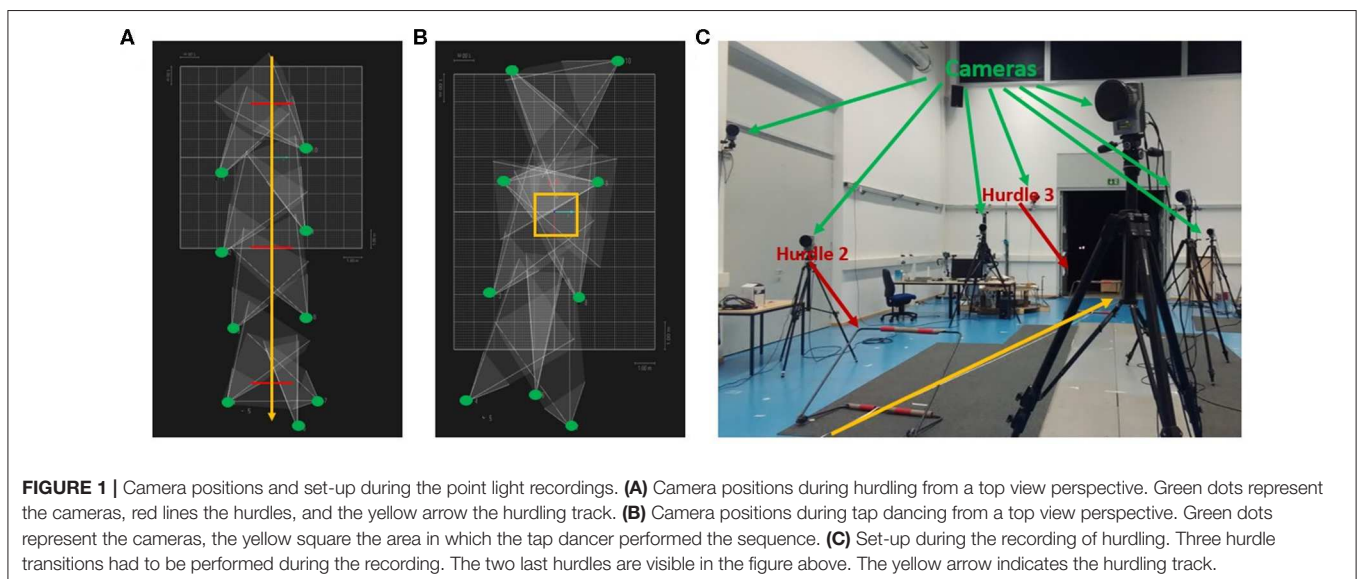 A
B
C
Cameras
Hurdle 3
Hurdle 2
10
5
5
1.00 m
FIGURE 1 | Camera positions and set-up during the point light recordings. (A) Camera positions during hurdling from a top view perspective. Green dots represent
the cameras, red lines the hurdles, and the yellow arrow the hurdling track. (B) Camera positions during tap dancing from a top view perspective. Green dots
represent the cameras, the yellow square the area in which the tap dancer performed the sequence. (C) Set-up during the recording of hurdling. Three hurdle
transitions had to be performed during the recording. The two last hurdles are visible in the figure above. The yellow arrow indicates the hurdling track.